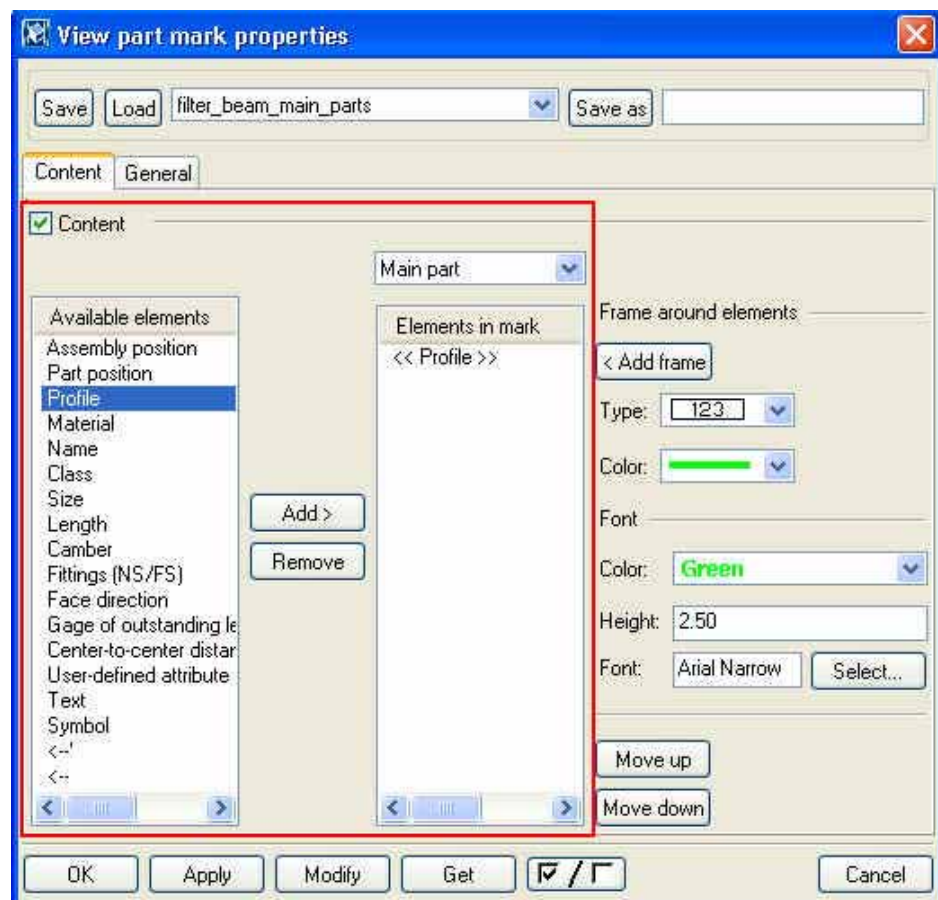 View part mark properties
Save Load filter_beam_main_parts Save as
Content General
Content
Main part
Available elements
Assembly position
Part position
Profile
Material
Name
Class
Size
Length
Camber
Fittings (NS/FS)
Face direction
Gage of outstanding le
Center-to-center distar
User-defined attribute
Text
Symbol
<--'
<--
Add >
Remove
Elements in mark
<< Profile >>
Frame around elements
< Add frame
Type: 123
Color:
Font
Color: Green
Height: 2.50
Font: Arial Narrow Select...
Move up
Move down
OK Apply Modify Get / Cancel